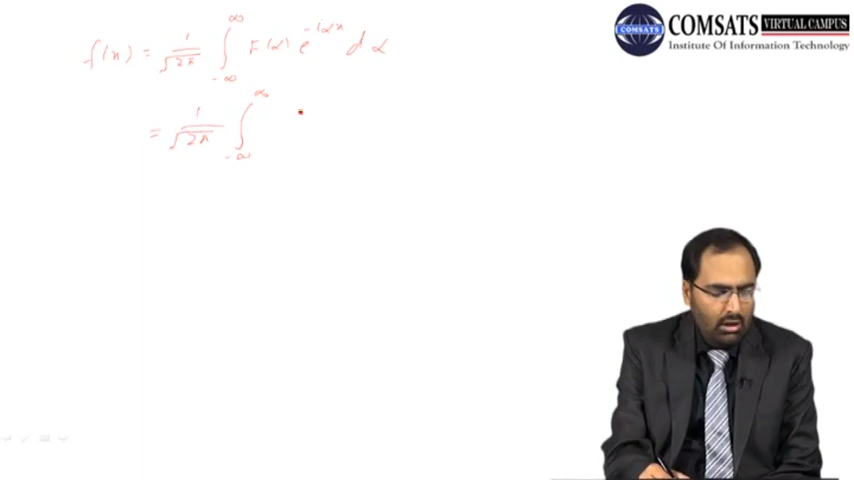 COMSATS VIRTUAL CAMPUS
COMSATS
Institute Of Information Technology
f(x) = 1/√2π ∫_{-∞}^{∞} F(α) e^{-iαx} dα
= 1/√2π ∫_{-∞}^{∞}